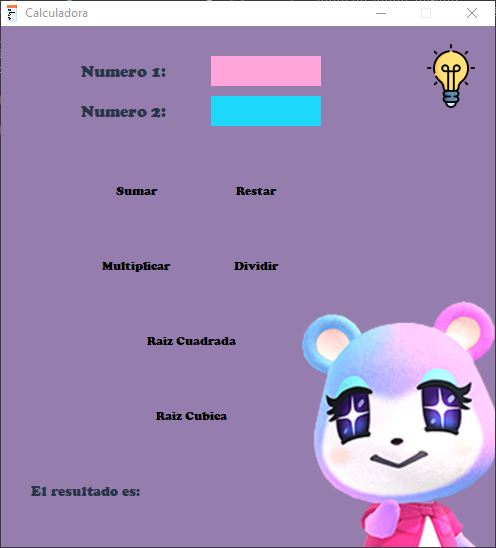 Calculadora
Numero 1:
Numero 2:
Sumar Restar
Multiplicar Dividir
Raiz Cuadrada
Raiz Cubica
El resultado es: